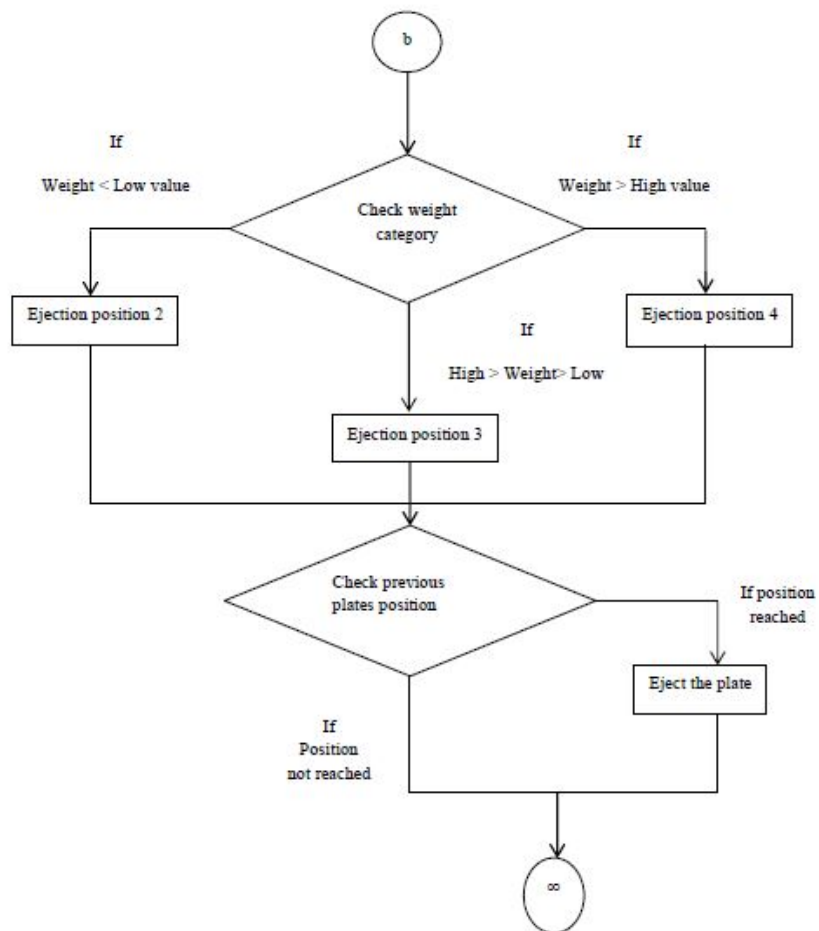 b
If
Weight < Low value
If
Weight > High value
Check weight
category
Ejection position 2
Ejection position 4
If
High > Weight> Low
Ejection position 3
Check previous
plates position
If position
reached
Eject the plate
If
Position
not reached
∞